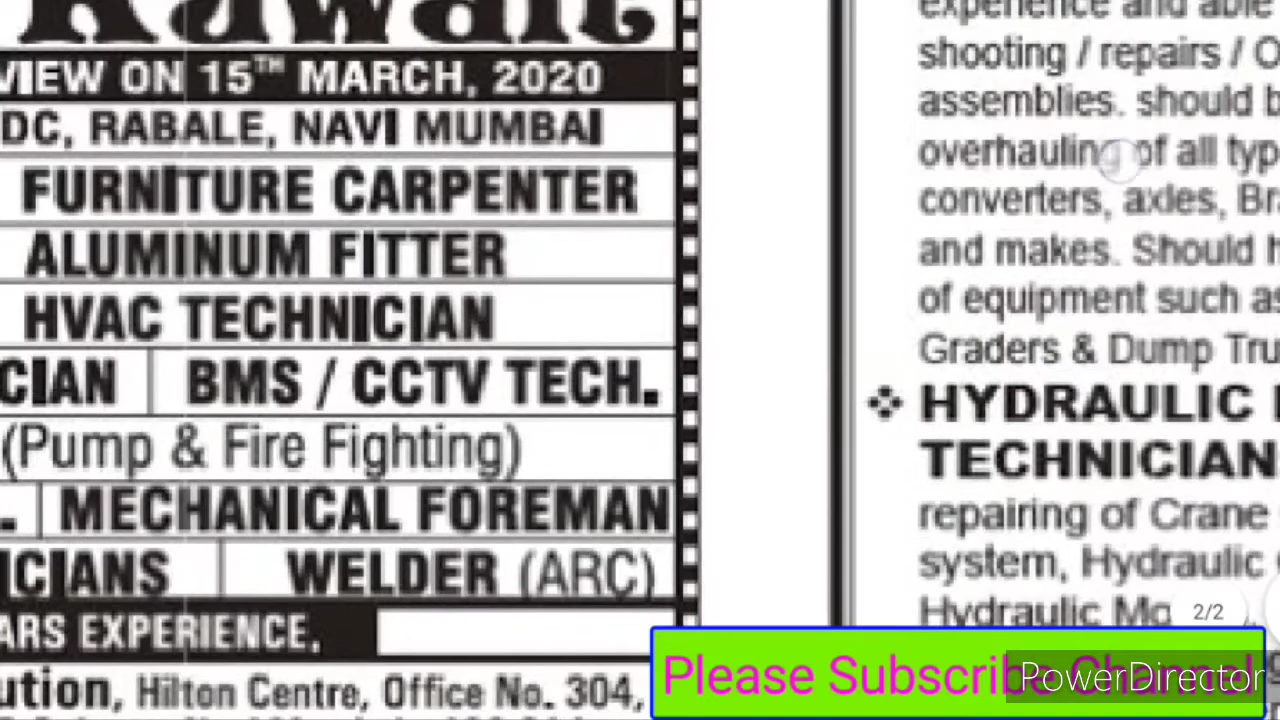 Kuwait
VIEW ON 15TH MARCH, 2020
DC, RABALE, NAVI MUMBAI
FURNITURE CARPENTER
ALUMINUM FITTER
HVAC TECHNICIAN
CIAN BMS / CCTV TECH.
(Pump & Fire Fighting)
. MECHANICAL FOREMAN
ICIANS WELDER (ARC)
ARS EXPERIENCE.
ution, Hilton Centre, Office No. 304,
experience and able
shooting / repairs / O
assemblies. should b
overhauling of all typ
converters, axles, Br
and makes. Should h
of equipment such as
Graders & Dump Tru
❖ HYDRAULIC
TECHNICIAN
repairing of Crane
system, Hydraulic
Hydraulic Mo
2/2
Please Subscribe Channel
PowerDirector